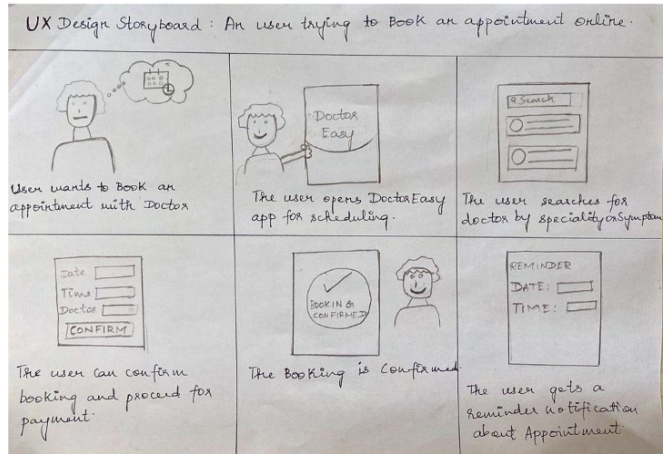 UX Design Storyboard : An user trying to Book an appointment online.
User wants to Book an
appointment with Doctor
Doctor
Easy
The user opens DoctorEasy
app for scheduling.
Search
The user searches for
doctor by speciality or Symptom
Date
Time
Doctor
CONFIRM
The user can confirm
booking and proceed for
payment.
BOOKING
CONFIRMED
The Booking is Confirmed.
REMINDER
DATE:
TIME:
The user gets a
reminder notification
about Appointment